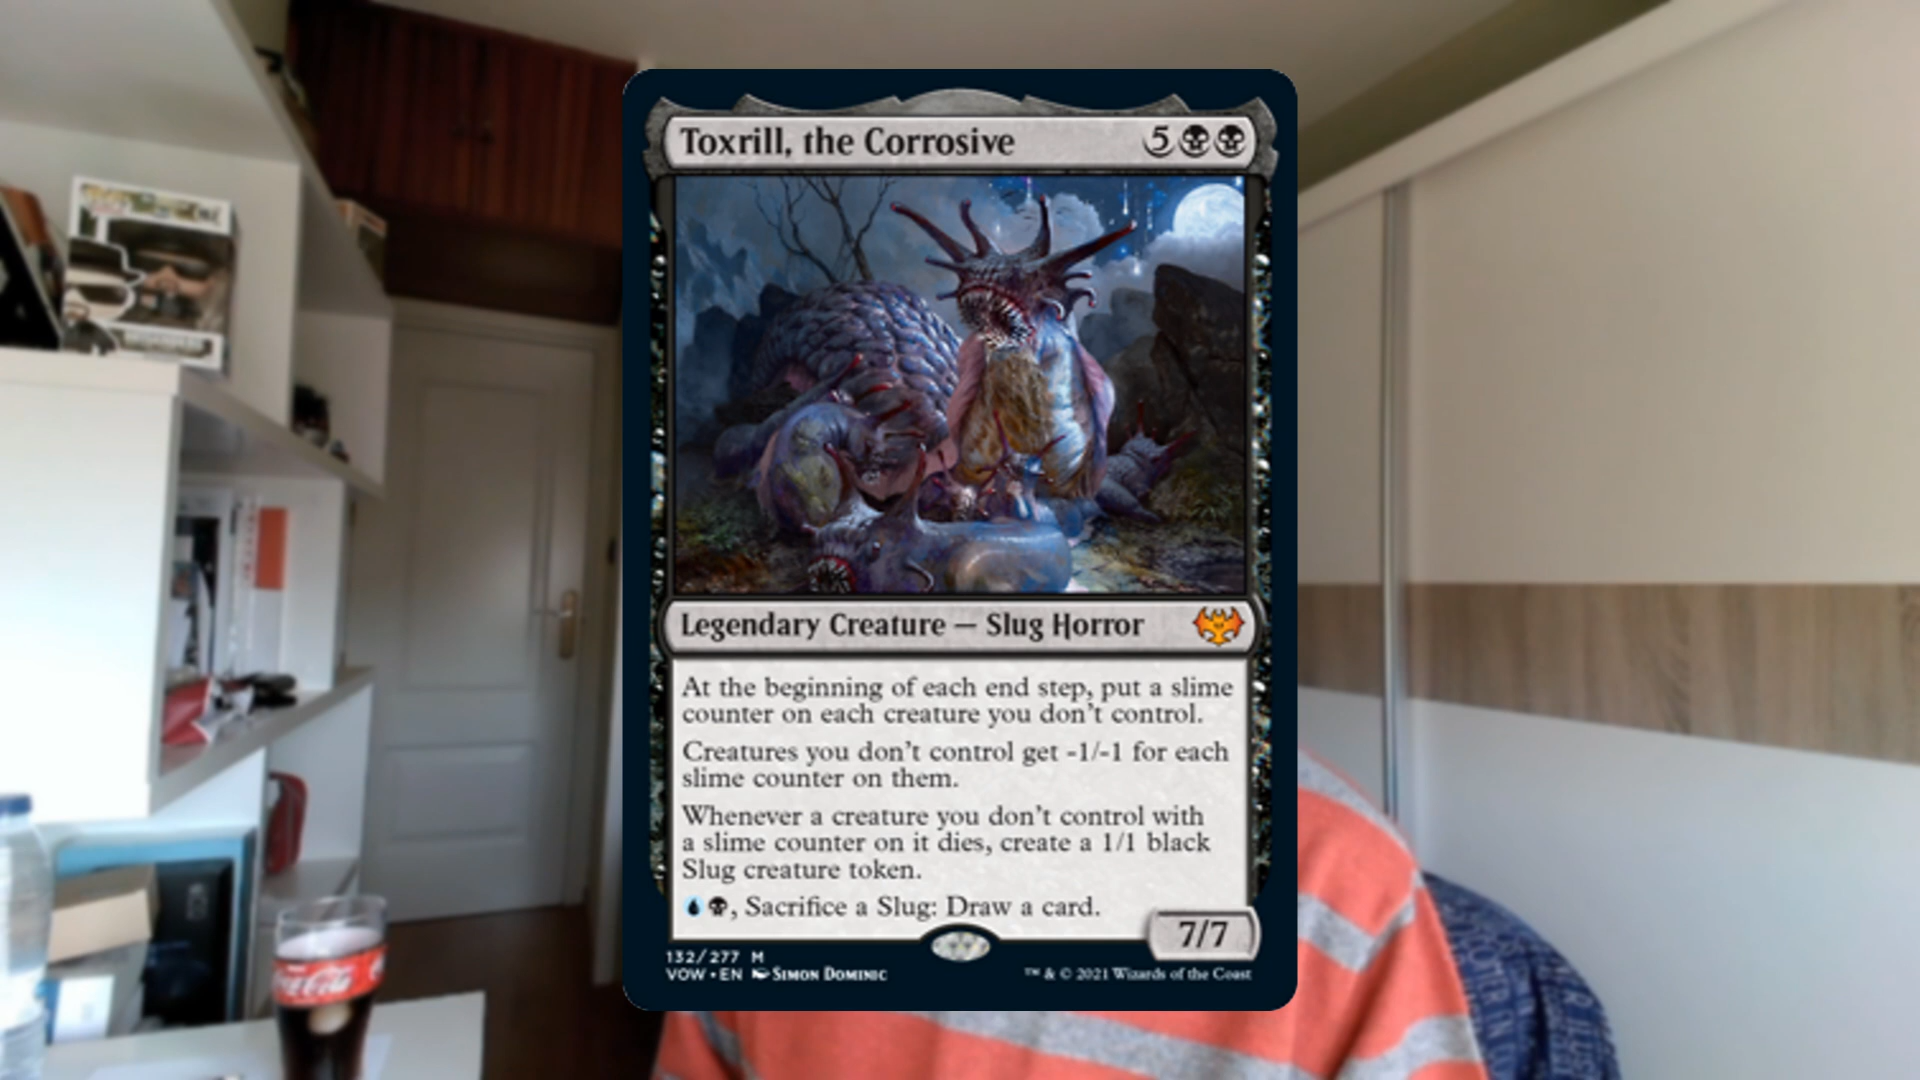 Toxrill, the Corrosive
5
Legendary Creature — Slug Horror
At the beginning of each end step, put a slime
counter on each creature you don't control.
Creatures you don't control get -1/-1 for each
slime counter on them.
Whenever a creature you don't control with
a slime counter on it dies, create a 1/1 black
Slug creature token.
, Sacrifice a Slug: Draw a card.
7/7
132/277 M
VOW • EN Simon Dominic
™ & © 2021 Wizards of the Coast
Coca-Cola